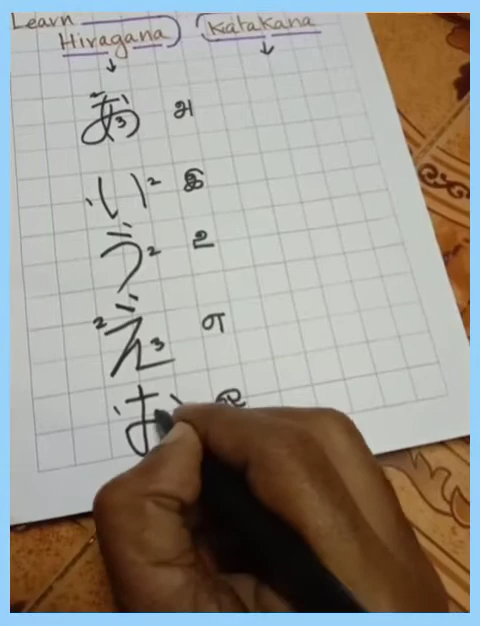 Learn
Hiragana Katakana
あ அ
い இ
う உ
え எ
お ஒ